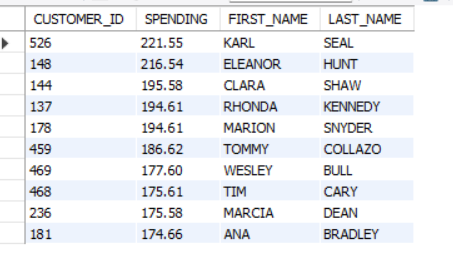 CUSTOMER_ID SPENDING FIRST_NAME LAST_NAME
526 221.55 KARL SEAL
148 216.54 ELEANOR HUNT
144 195.58 CLARA SHAW
137 194.61 RHONDA KENNEDY
178 194.61 MARION SNYDER
459 186.62 TOMMY COLLAZO
469 177.60 WESLEY BULL
468 175.61 TIM CARY
236 175.58 MARCIA DEAN
181 174.66 ANA BRADLEY